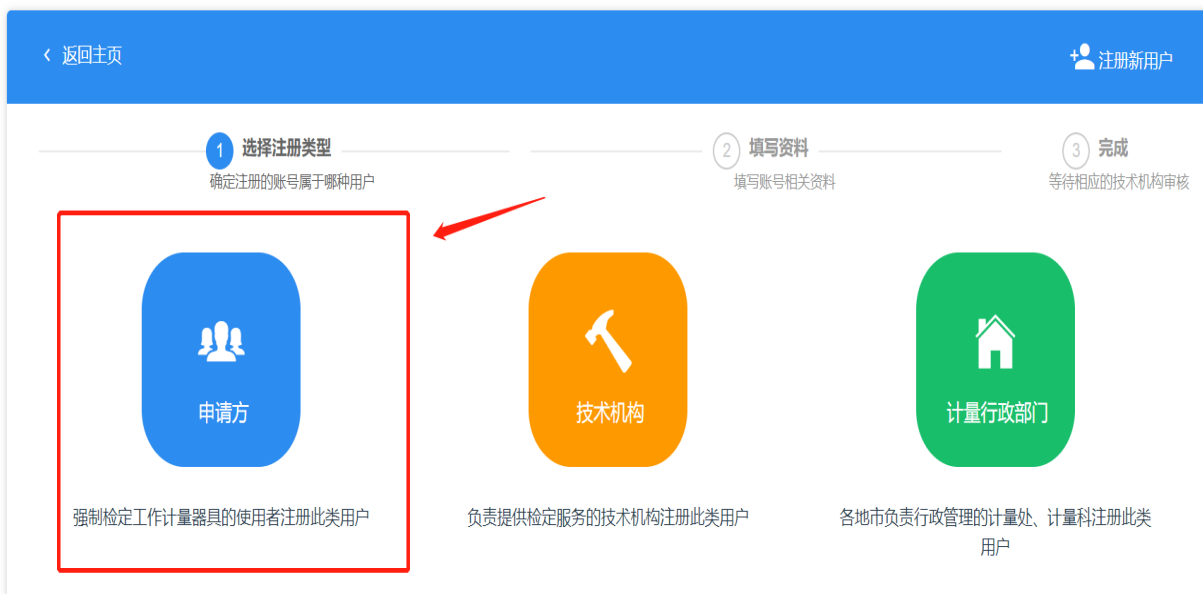 返回主页
注册新用户
1 选择注册类型
确定注册的账号属于哪种用户
2 填写资料
填写账号相关资料
3 完成
等待相应的技术机构审核
申请方
技术机构
计量行政部门
强制检定工作计量器具的使用者注册此类用户
负责提供检定服务的技术机构注册此类用户
各地市负责行政管理的计量处、计量科注册此类
用户